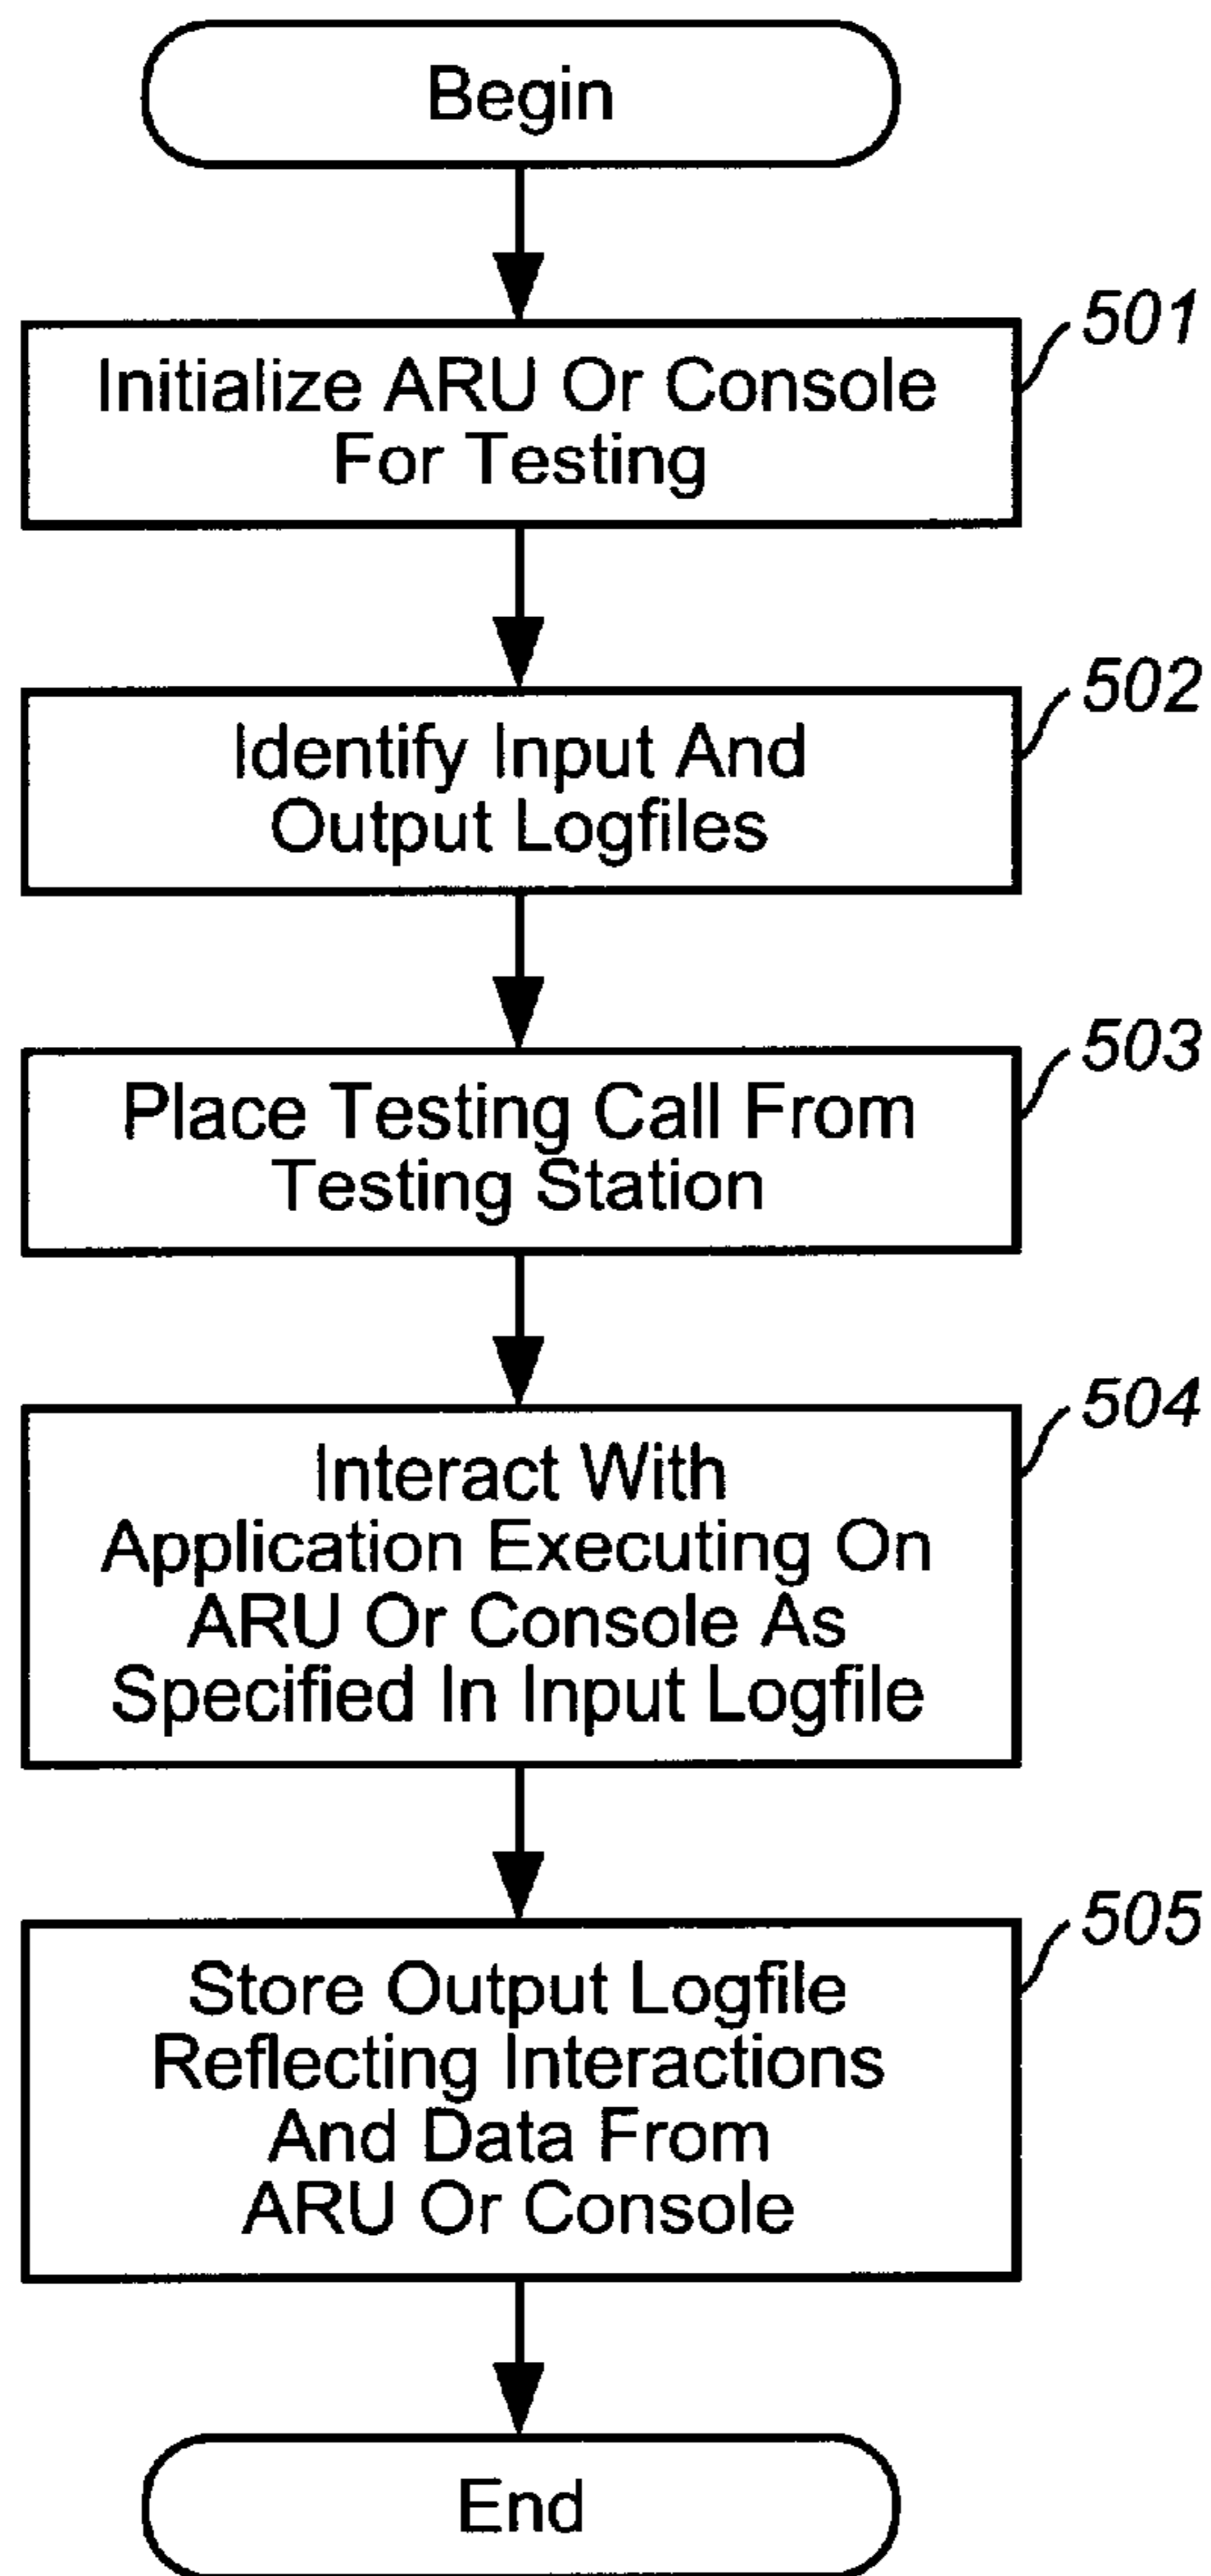 Begin
501
Initialize ARU Or Console
For Testing
502
Identify Input And
Output Logfiles
503
Place Testing Call From
Testing Station
504
Interact With
Application Executing On
ARU Or Console As
Specified In Input Logfile
505
Store Output Logfile
Reflecting Interactions
And Data From
ARU Or Console
End